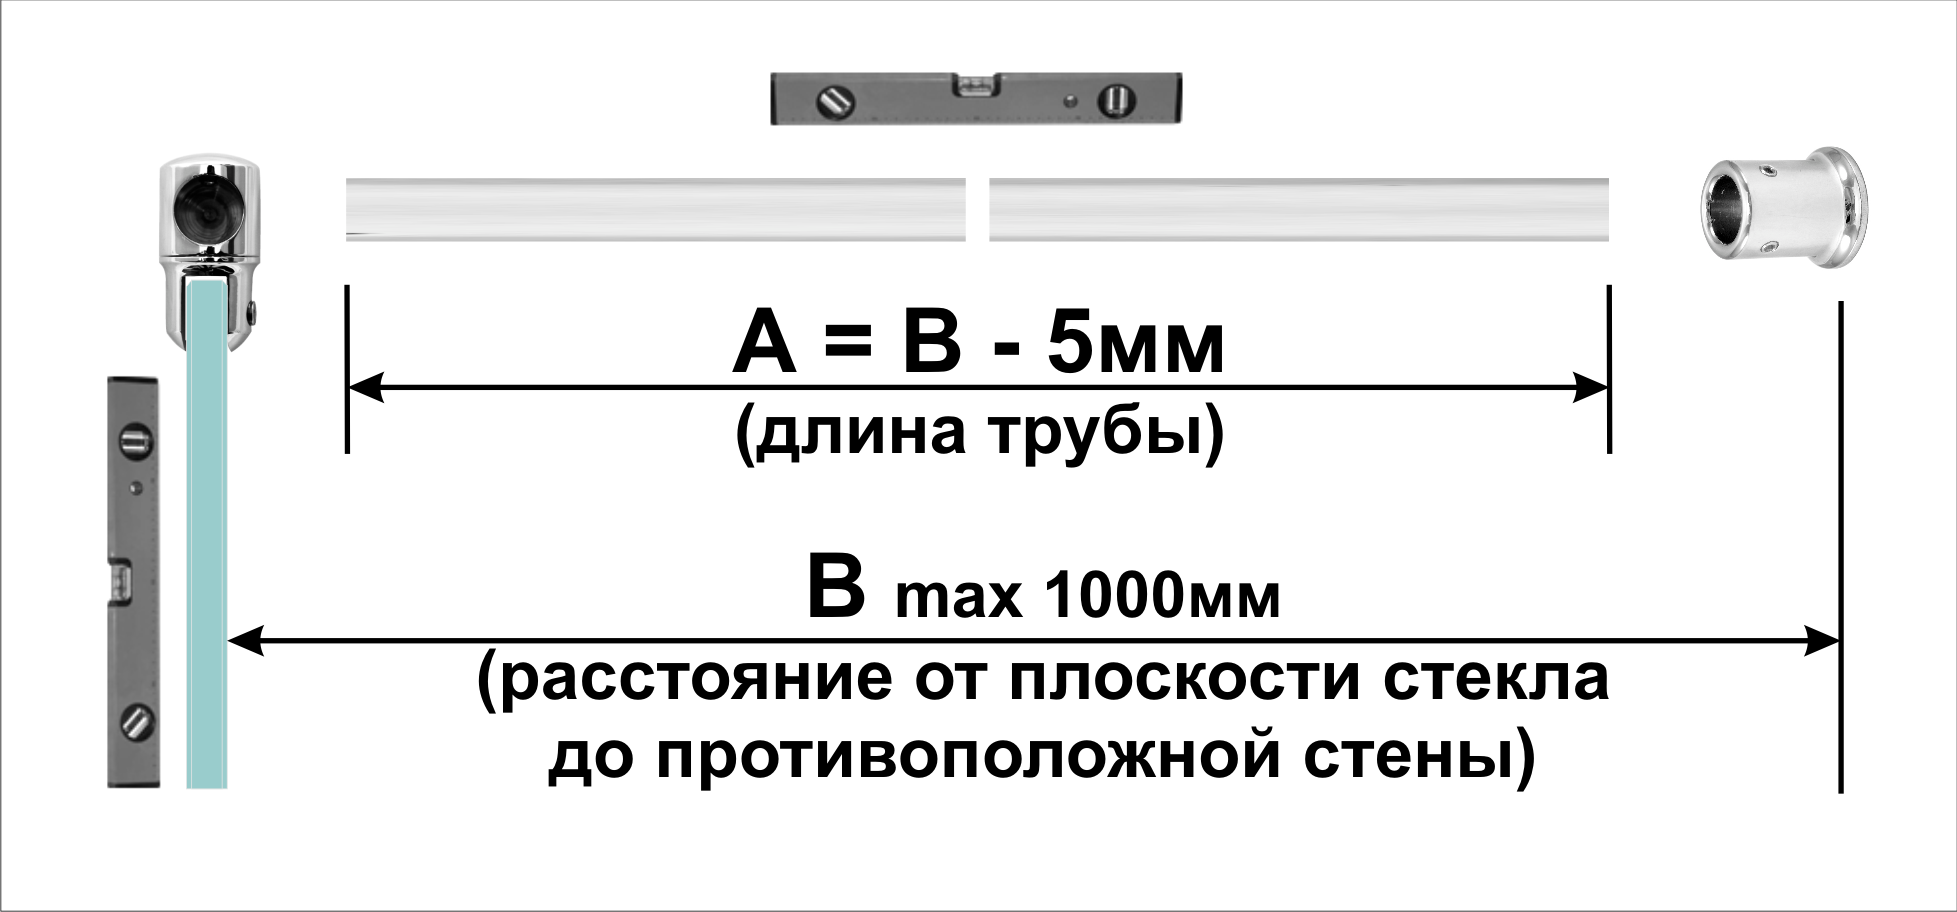 A = B - 5мм
(длина трубы)
B max 1000мм
(расстояние от плоскости стекла
до противоположной стены)